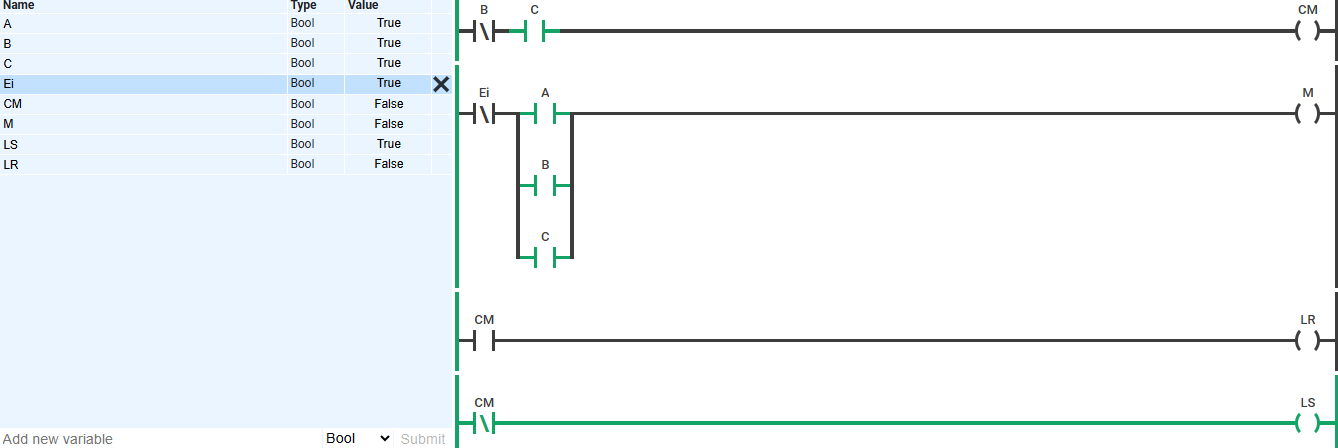 Name Type Value
A Bool True
B Bool True
C Bool True
Ei Bool True
CM Bool False
M Bool False
LS Bool True
LR Bool False
Add new variable Bool Submit
B C CM
Ei A M
B
C
CM LR
CM LS